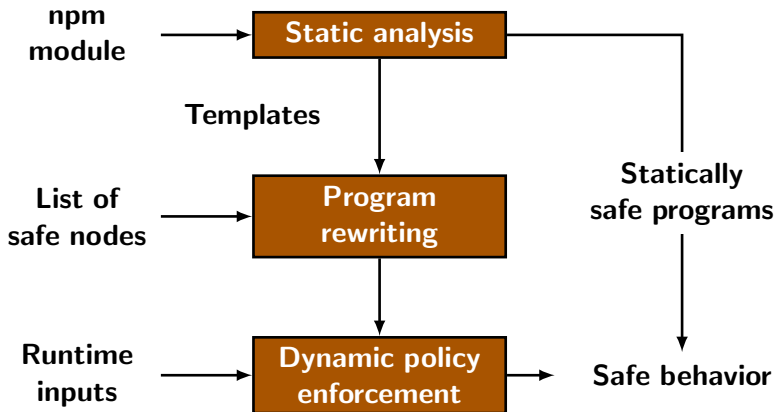 npm
module
Static analysis
Templates
List of
safe nodes
Program
rewriting
Statically
safe programs
Runtime
inputs
Dynamic policy
enforcement
Safe behavior